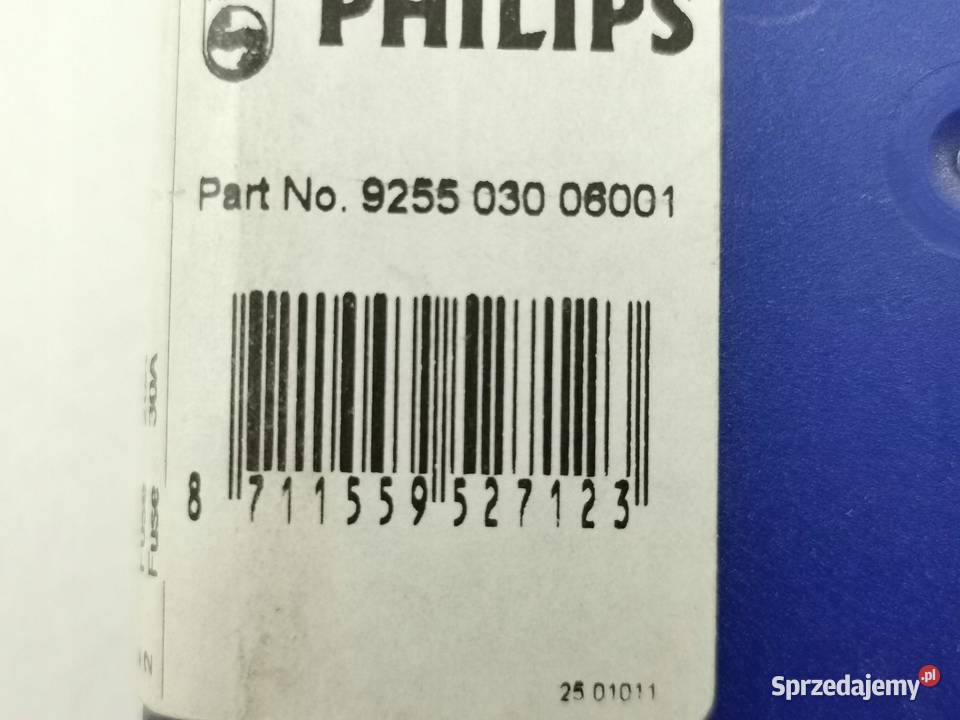 PHILIPS
Part No. 9255 030 06001
8 711559 527123
Fuse 30A
25 01011
Sprzedajemy.pl